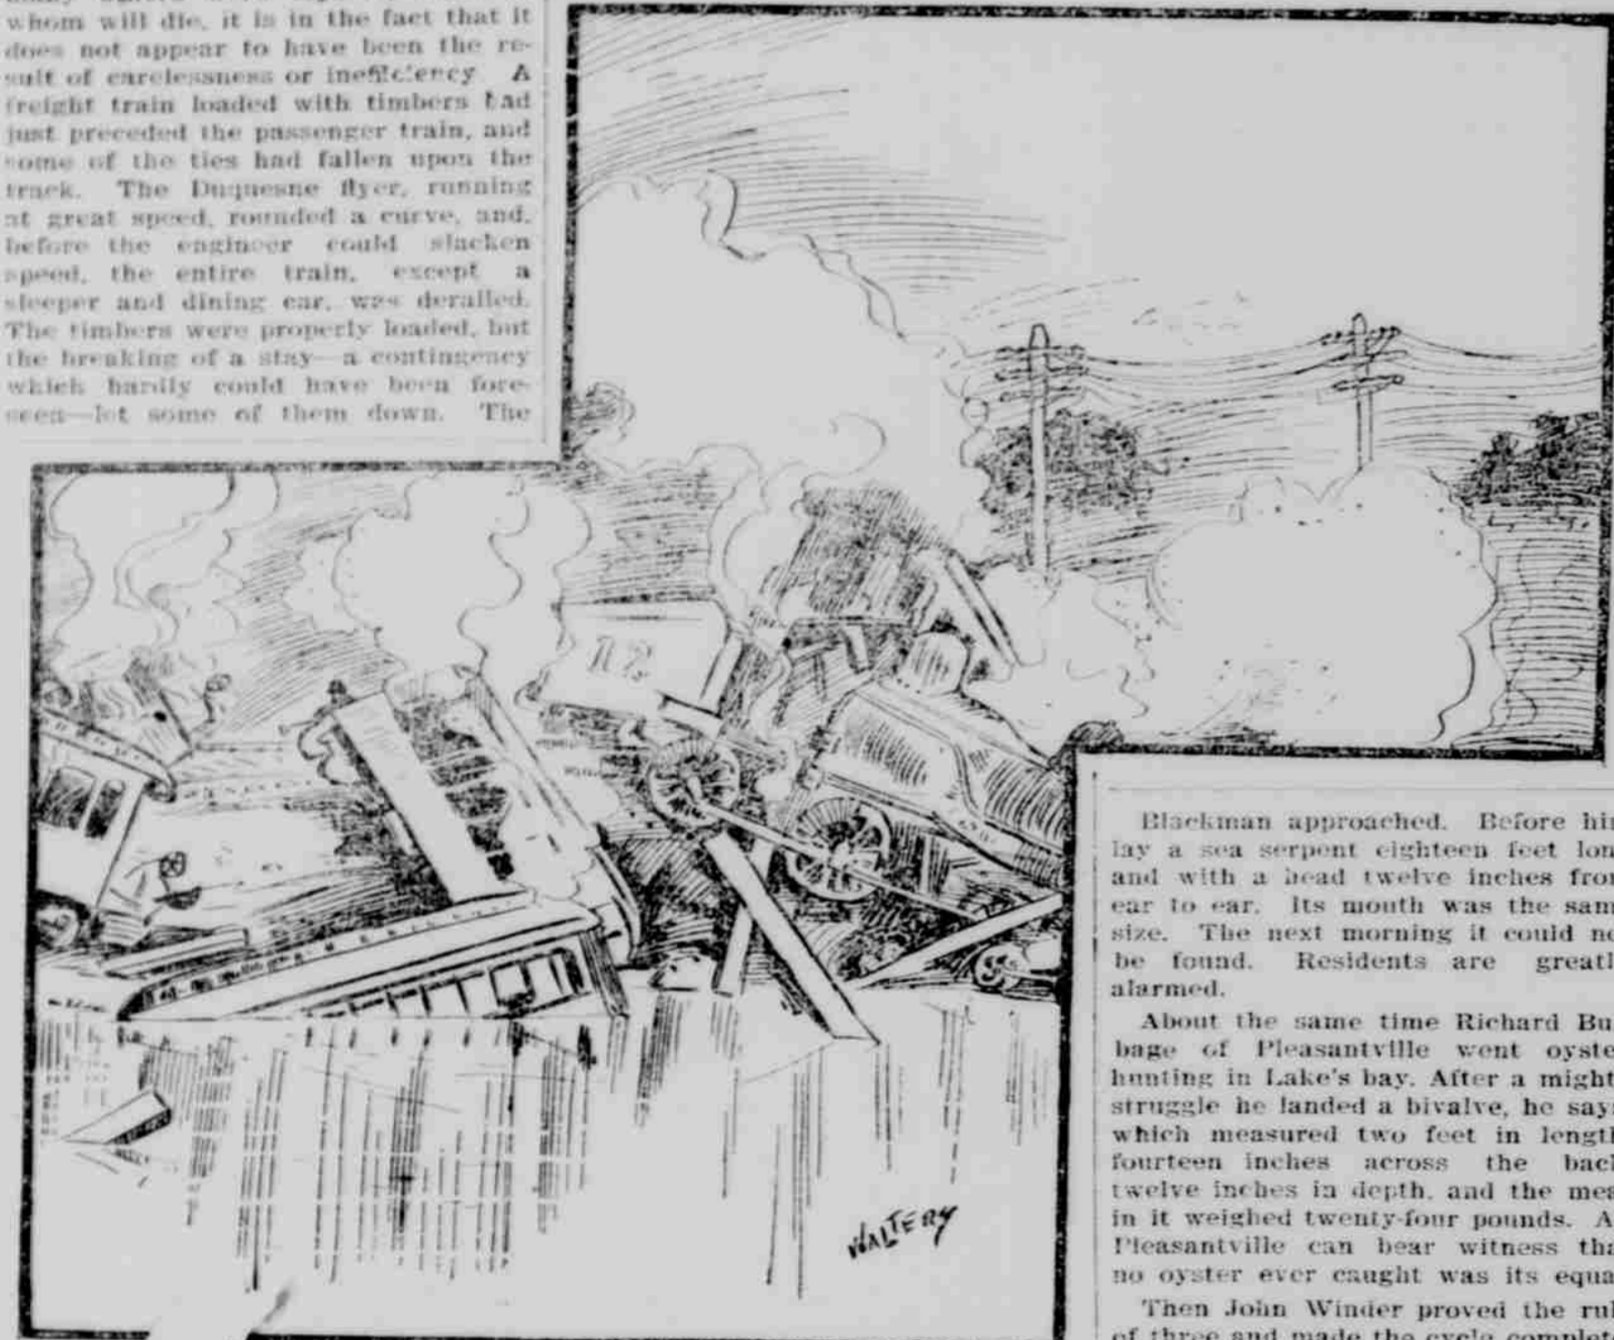 whom will die, it is in the fact that it
does not appear to have been the re-
sult of carelessness or inefficiency A
freight train loaded with timbers had
just preceded the passenger train, and
some of the ties had fallen upon the
track. The Duquesne flyer, running
at great speed, rounded a curve, and,
before the engineer could slacken
speed, the entire train, except a
sleeper and dining car, was derailed.
The timbers were properly loaded, but
the breaking of a stay—a contingency
which hardly could have been fore-
seen—let some of them down. The
12
WALTERY
Blackman approached. Before hi
lay a sea serpent eighteen feet lon
and with a head twelve inches fro
ear to ear. Its mouth was the sam
size. The next morning it could no
be found. Residents are greatl
alarmed.
About the same time Richard Bu
bage of Pleasantville went oyste
hunting in Lake's bay. After a might
struggle he landed a bivalve, he say
which measured two feet in lengt
fourteen inches across the bac
twelve inches in depth, and the mea
in it weighed twenty-four pounds. A
Pleasantville can bear witness tha
no oyster ever caught was its equa
Then John Winder proved the rul
of three and made the cycle complet